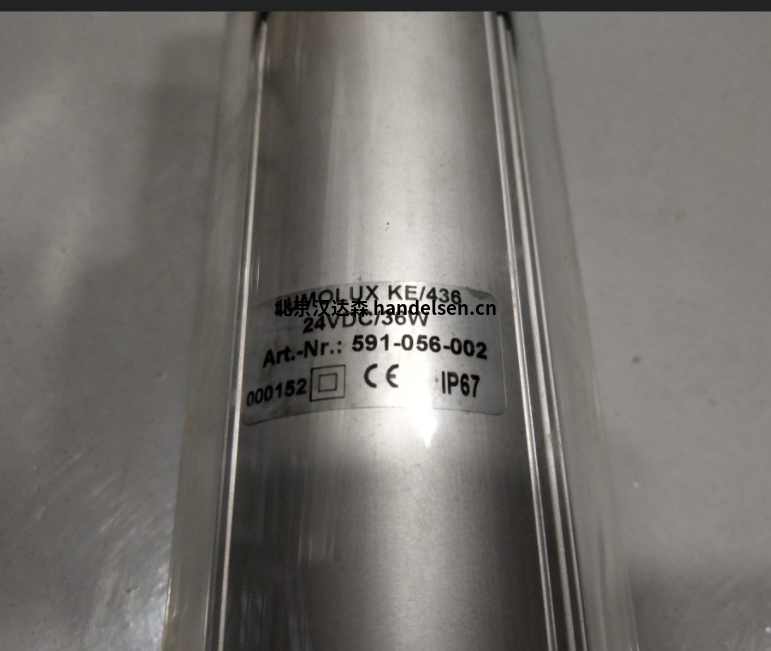 LUMOLUX KE/436
北京汉达森.handelsen.cn
24VDC/36W
Art.-Nr.: 591-056-002
000152 CE IP67